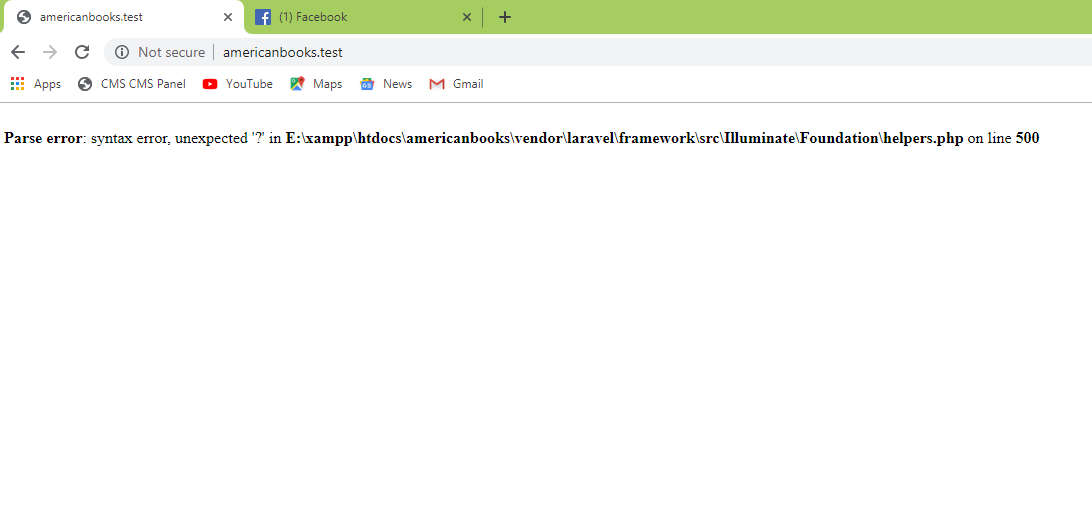 americanbooks.test
(1) Facebook
Not secure americanbooks.test
Apps CMS CMS Panel YouTube Maps News Gmail
Parse error: syntax error, unexpected '?' in E:\xampp\htdocs\americanbooks\vendor\laravel\framework\src\Illuminate\Foundation\helpers.php on line 500